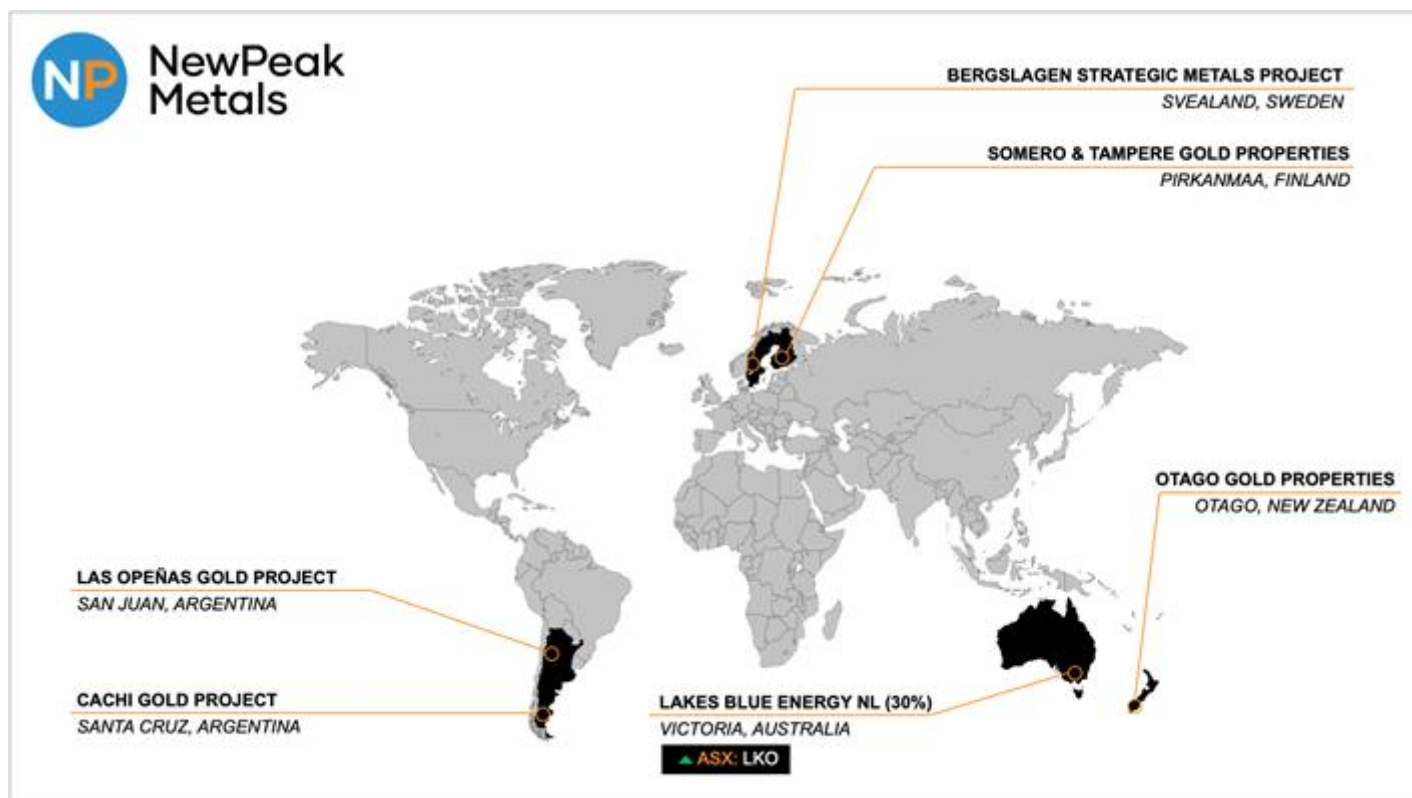 NP
NewPeak
Metals
BERGSLAGEN STRATEGIC METALS PROJECT
SVEALAND, SWEDEN
SOMERO & TAMPERE GOLD PROPERTIES
PIRKANMAA, FINLAND
OTAGO GOLD PROPERTIES
OTAGO, NEW ZEALAND
LAS OPEÑAS GOLD PROJECT
SAN JUAN, ARGENTINA
CACHI GOLD PROJECT
SANTA CRUZ, ARGENTINA
LAKES BLUE ENERGY NL (30%)
VICTORIA, AUSTRALIA
ASX: LKO